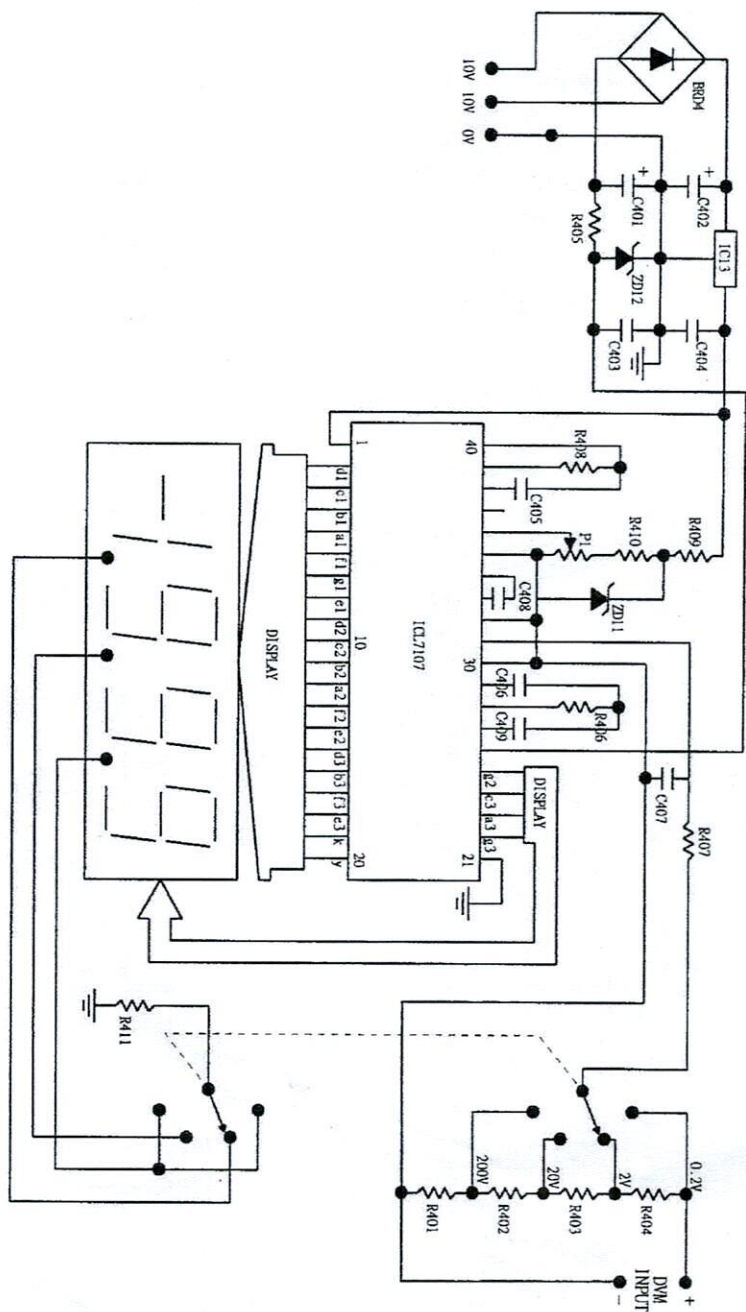 BRD4
10V
10V
0V
C402
+
C401
+
R405
IC13
ZD12
C404
C403
R408
C405
P1
R410
R409
ZD11
C408
C406
R406
C409
C407
R407
40
30
21
1
10
20
ICL7107
d1
c1
b1
a1
f1
g1
e1
d2
c2
b2
a2
f2
e2
d3
b3
f3
e3
k
y
g2
c3
a3
g3
DISPLAY
DISPLAY
R411
0.2V
2V
20V
200V
R404
R403
R402
R401
+
DVM
INPUT
-